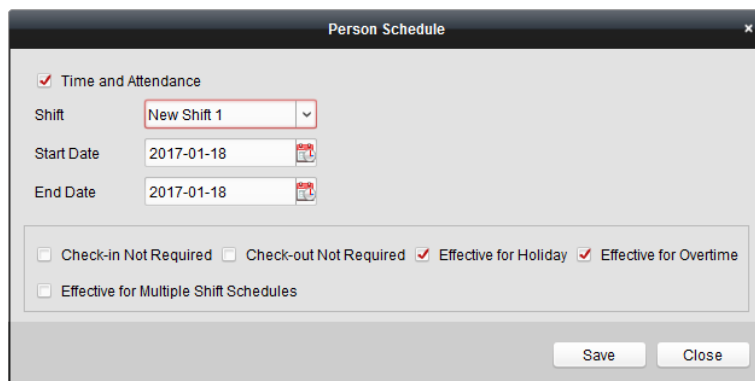 Person Schedule
Time and Attendance
Shift New Shift 1
Start Date 2017-01-18
End Date 2017-01-18
Check-in Not Required Check-out Not Required Effective for Holiday Effective for Overtime
Effective for Multiple Shift Schedules
Save Close